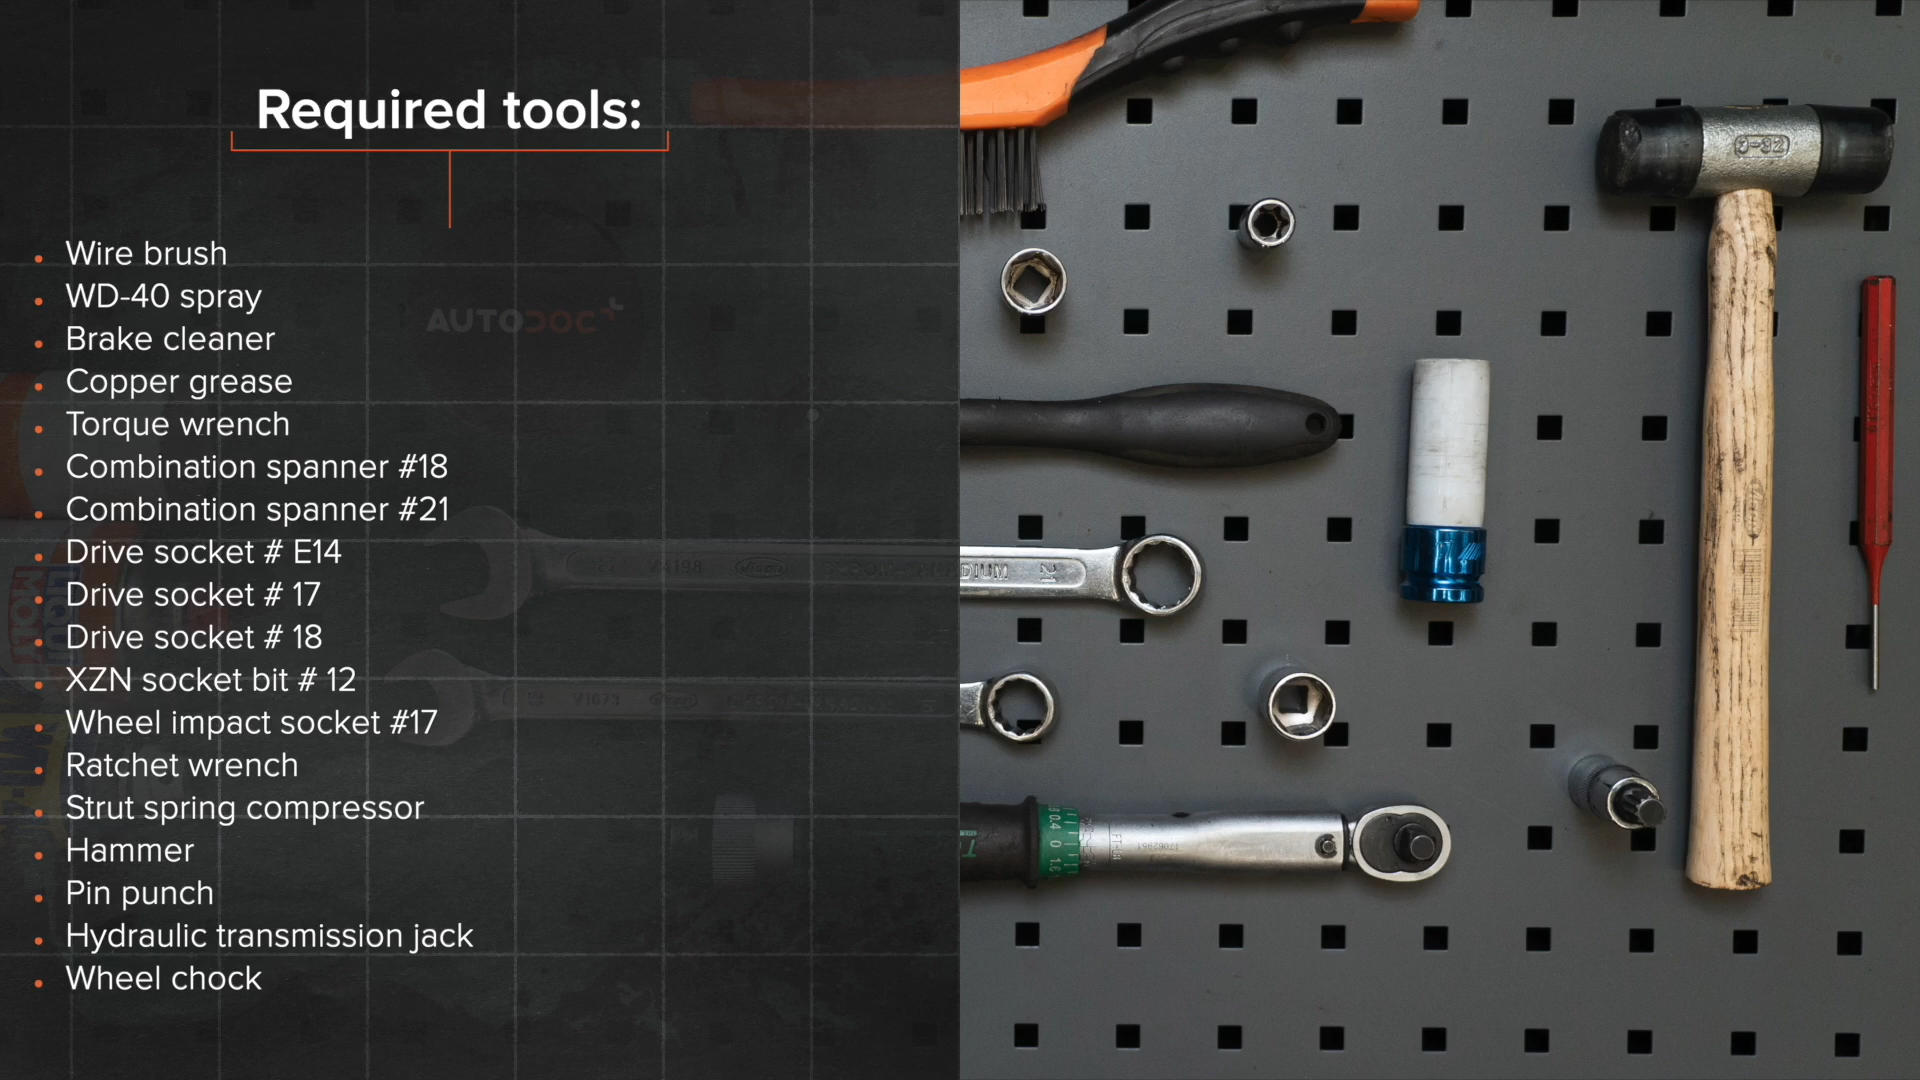 Required tools:
Wire brush
WD-40 spray
AUTODOC
Brake cleaner
Copper grease
Torque wrench
Combination spanner #18
Combination spanner #21
Drive socket # E14
Drive socket # 17
Drive socket # 18
XZN socket bit # 12
Wheel impact socket #17
Ratchet wrench
Strut spring compressor
Hammer
Pin punch
Hydraulic transmission jack
Wheel chock
21